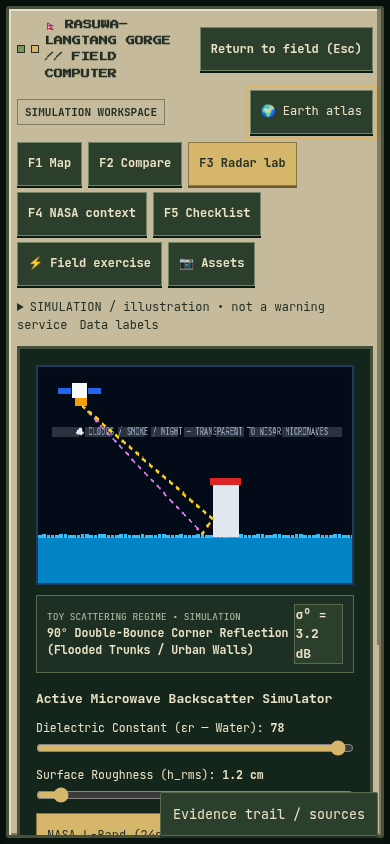 🇳🇵 RASUWA-
LANGTANG GORGE
// FIELD
COMPUTER
Return to field (Esc)
SIMULATION WORKSPACE
🌍 Earth atlas
F1 Map
F2 Compare
F3 Radar lab
F4 NASA context
F5 Checklist
⚡ Field exercise
📷 Assets
▶ SIMULATION / illustration • not a warning
service Data labels
☁️ CLOUDS / SMOKE / NIGHT — TRANSPARENT TO NISAR MICROWAVES
TOY SCATTERING REGIME • SIMULATION
90° Double-Bounce Corner Reflection
(Flooded Trunks / Urban Walls)
σ⁰ =
3.2
dB
Active Microwave Backscatter Simulator
Dielectric Constant (εr — Water): 78
Surface Roughness (h_rms): 1.2 cm
NASA L-Band (24c
Evidence trail / sources